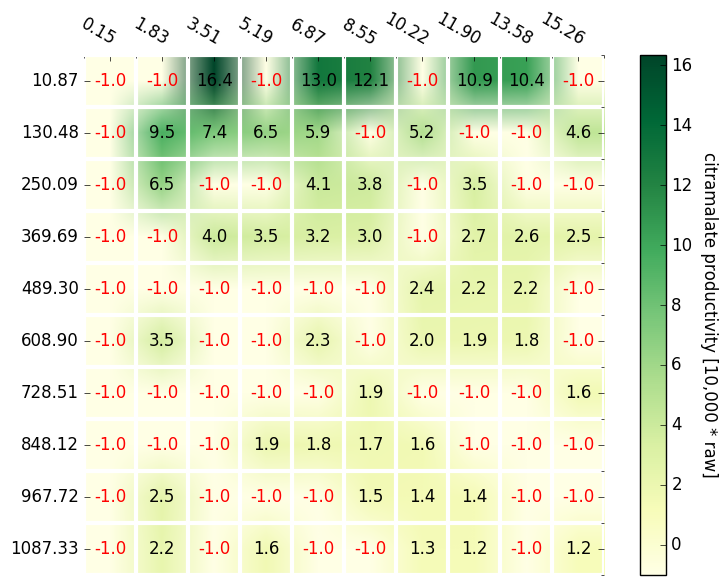 0.15 1.83 3.51 5.19 6.87 8.55 10.22 11.90 13.58 15.26
10.87 -1.0 -1.0 16.4 -1.0 13.0 12.1 -1.0 10.9 10.4 -1.0
130.48 -1.0 9.5 7.4 6.5 5.9 -1.0 5.2 -1.0 -1.0 4.6
250.09 -1.0 6.5 -1.0 -1.0 4.1 3.8 -1.0 3.5 -1.0 -1.0
369.69 -1.0 -1.0 4.0 3.5 3.2 3.0 -1.0 2.7 2.6 2.5
489.30 -1.0 -1.0 -1.0 -1.0 -1.0 -1.0 2.4 2.2 2.2 -1.0
608.90 -1.0 3.5 -1.0 -1.0 2.3 -1.0 2.0 1.9 1.8 -1.0
728.51 -1.0 -1.0 -1.0 -1.0 -1.0 1.9 -1.0 -1.0 -1.0 1.6
848.12 -1.0 -1.0 -1.0 1.9 1.8 1.7 1.6 -1.0 -1.0 -1.0
967.72 -1.0 2.5 -1.0 -1.0 -1.0 1.5 1.4 1.4 -1.0 -1.0
1087.33 -1.0 2.2 -1.0 1.6 -1.0 -1.0 1.3 1.2 -1.0 1.2
16
14
12
10
8
6
4
2
0
citramalate productivity [10,000 * raw]